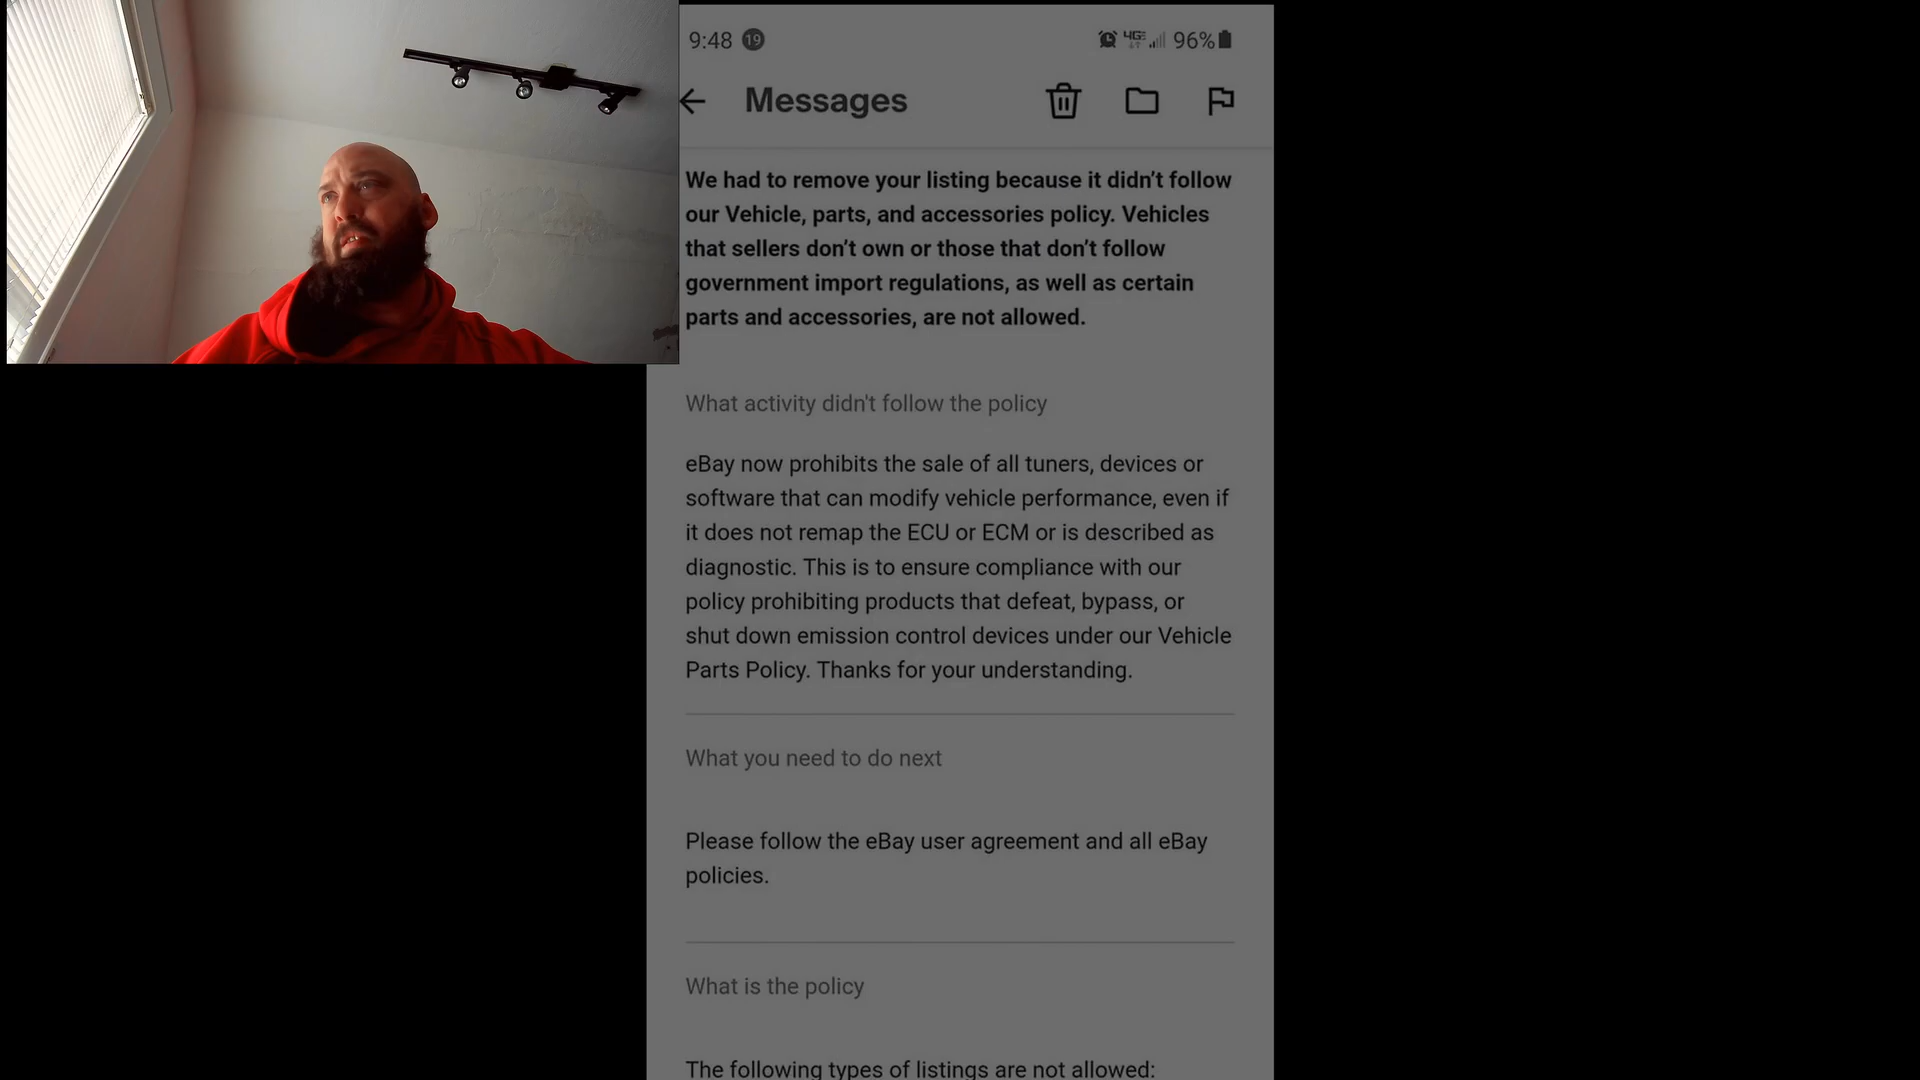 9:48 19 4GE 96%
Messages
We had to remove your listing because it didn’t follow
our Vehicle, parts, and accessories policy. Vehicles
that sellers don’t own or those that don’t follow
government import regulations, as well as certain
parts and accessories, are not allowed.
What activity didn't follow the policy
eBay now prohibits the sale of all tuners, devices or
software that can modify vehicle performance, even if
it does not remap the ECU or ECM or is described as
diagnostic. This is to ensure compliance with our
policy prohibiting products that defeat, bypass, or
shut down emission control devices under our Vehicle
Parts Policy. Thanks for your understanding.
What you need to do next
Please follow the eBay user agreement and all eBay
policies.
What is the policy
The following types of listings are not allowed: